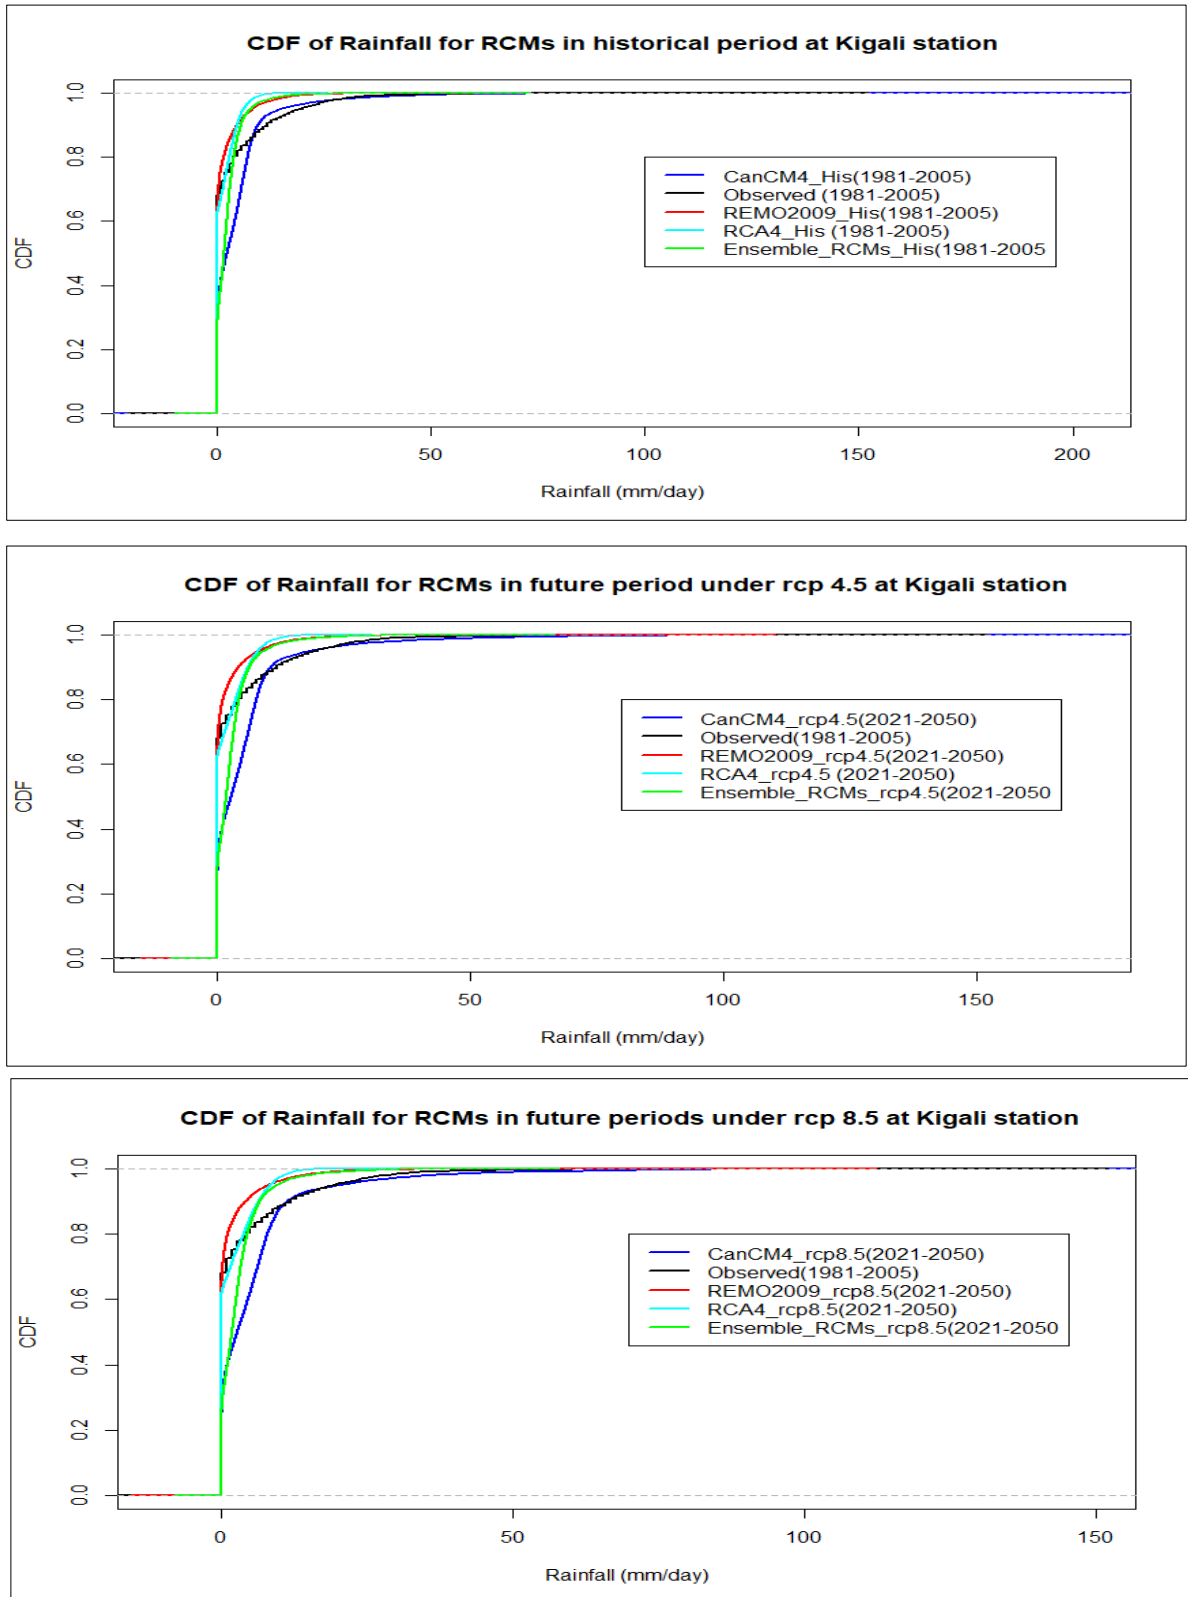 CDF of Rainfall for RCMs in historical period at Kigali station
CDF
1.0
0.8
0.6
0.4
0.2
0.0
CanCM4_His(1981-2005)
Observed (1981-2005)
REMO2009_His(1981-2005)
RCA4_His (1981-2005)
Ensemble_RCMs_His(1981-2005
0 50 100 150 200
Rainfall (mm/day)
CDF of Rainfall for RCMs in future period under rcp 4.5 at Kigali station
CDF
1.0
0.8
0.6
0.4
0.2
0.0
CanCM4_rcp4.5(2021-2050)
Observed(1981-2005)
REMO2009_rcp4.5(2021-2050)
RCA4_rcp4.5 (2021-2050)
Ensemble_RCMs_rcp4.5(2021-2050
0 50 100 150
Rainfall (mm/day)
CDF of Rainfall for RCMs in future periods under rcp 8.5 at Kigali station
CDF
1.0
0.8
0.6
0.4
0.2
0.0
CanCM4_rcp8.5(2021-2050)
Observed(1981-2005)
REMO2009_rcp8.5(2021-2050)
RCA4_rcp8.5(2021-2050)
Ensemble_RCMs_rcp8.5(2021-2050
0 50 100 150
Rainfall (mm/day)